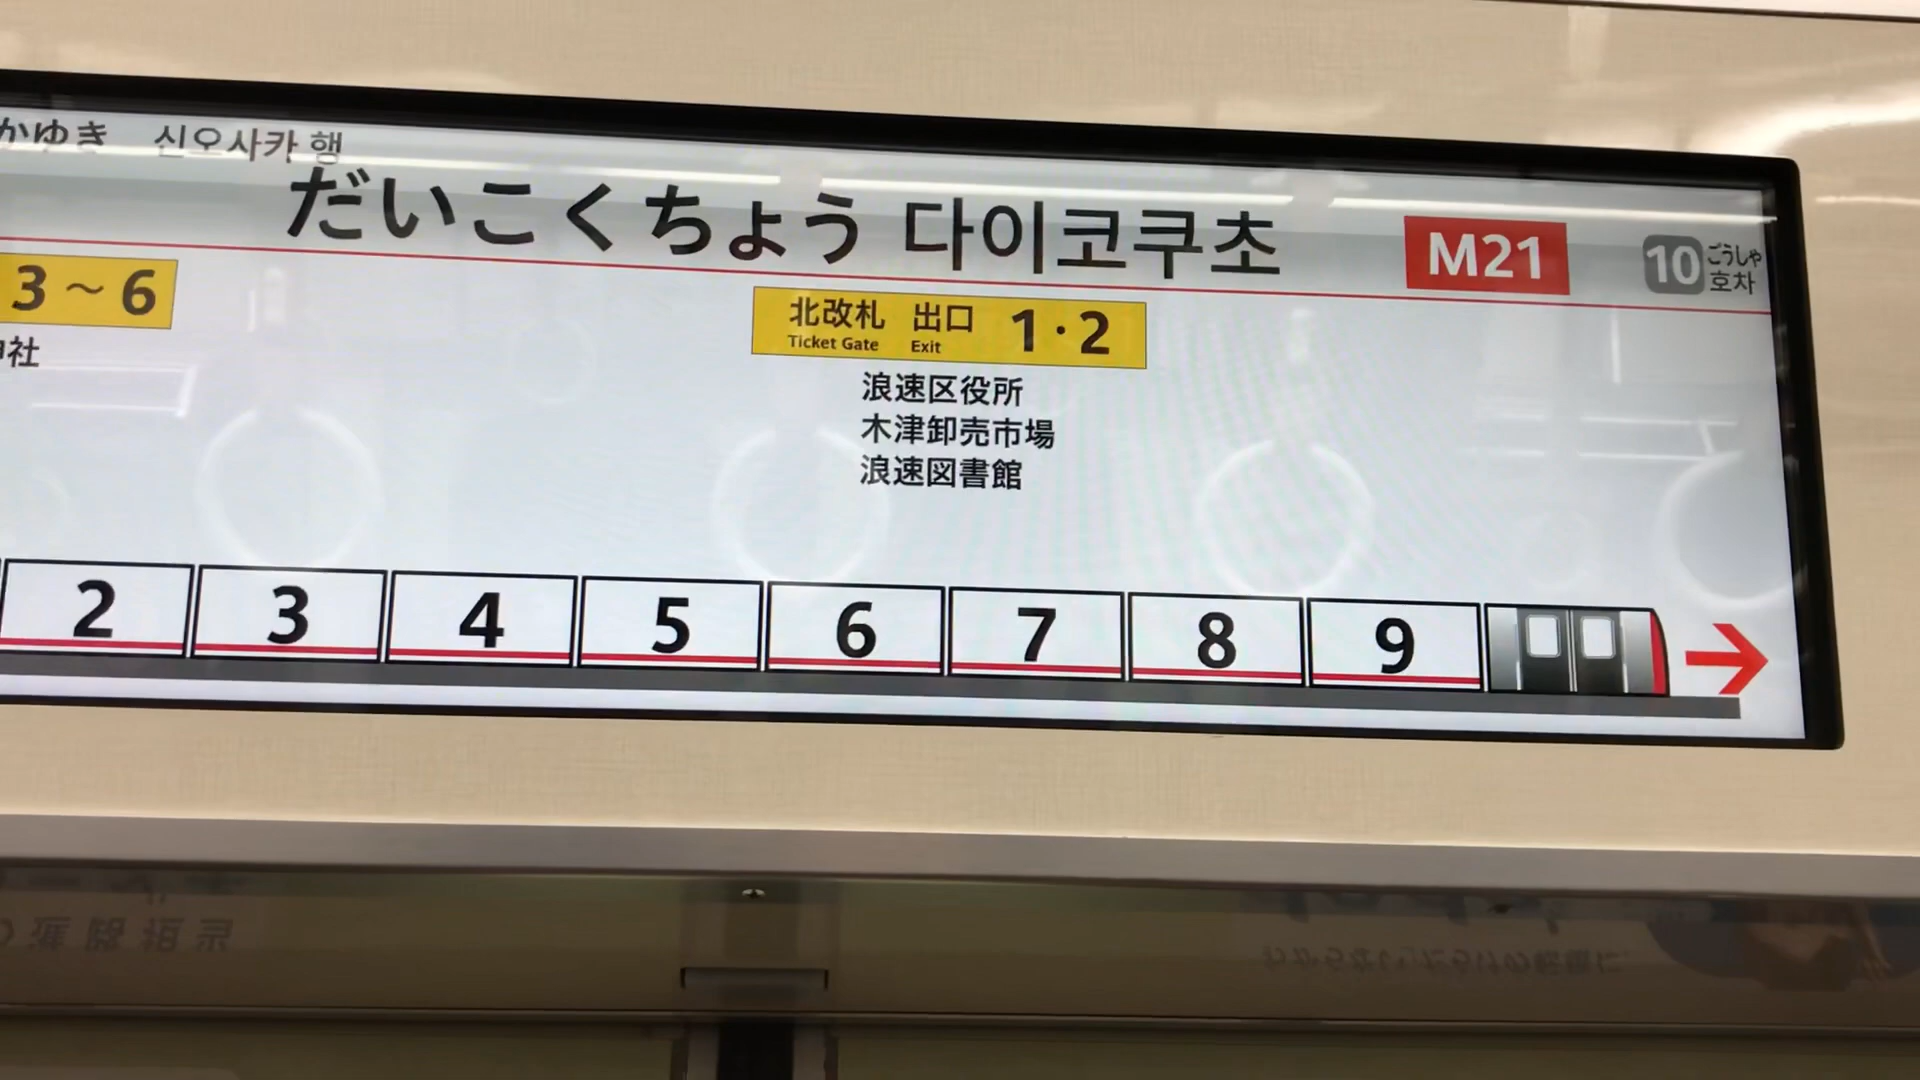 かゆき 신오사카 행
だいこくちょう 다이코쿠초 M21 10 ごうしゃ 호차
3～6
社
北改札 出口 1・2
Ticket Gate Exit
浪速区役所
木津卸売市場
浪速図書館
2 3 4 5 6 7 8 9